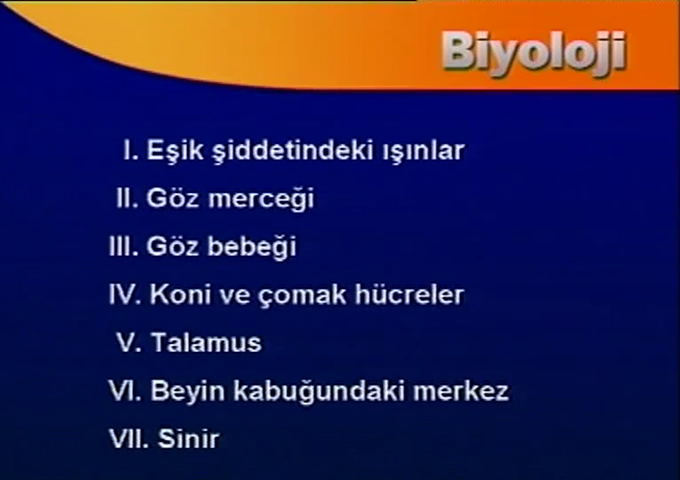 Biyoloji
I. Eşik şiddetindeki ışınlar
II. Göz merceği
III. Göz bebeği
IV. Koni ve çomak hücreler
V. Talamus
VI. Beyin kabuğundaki merkez
VII. Sinir